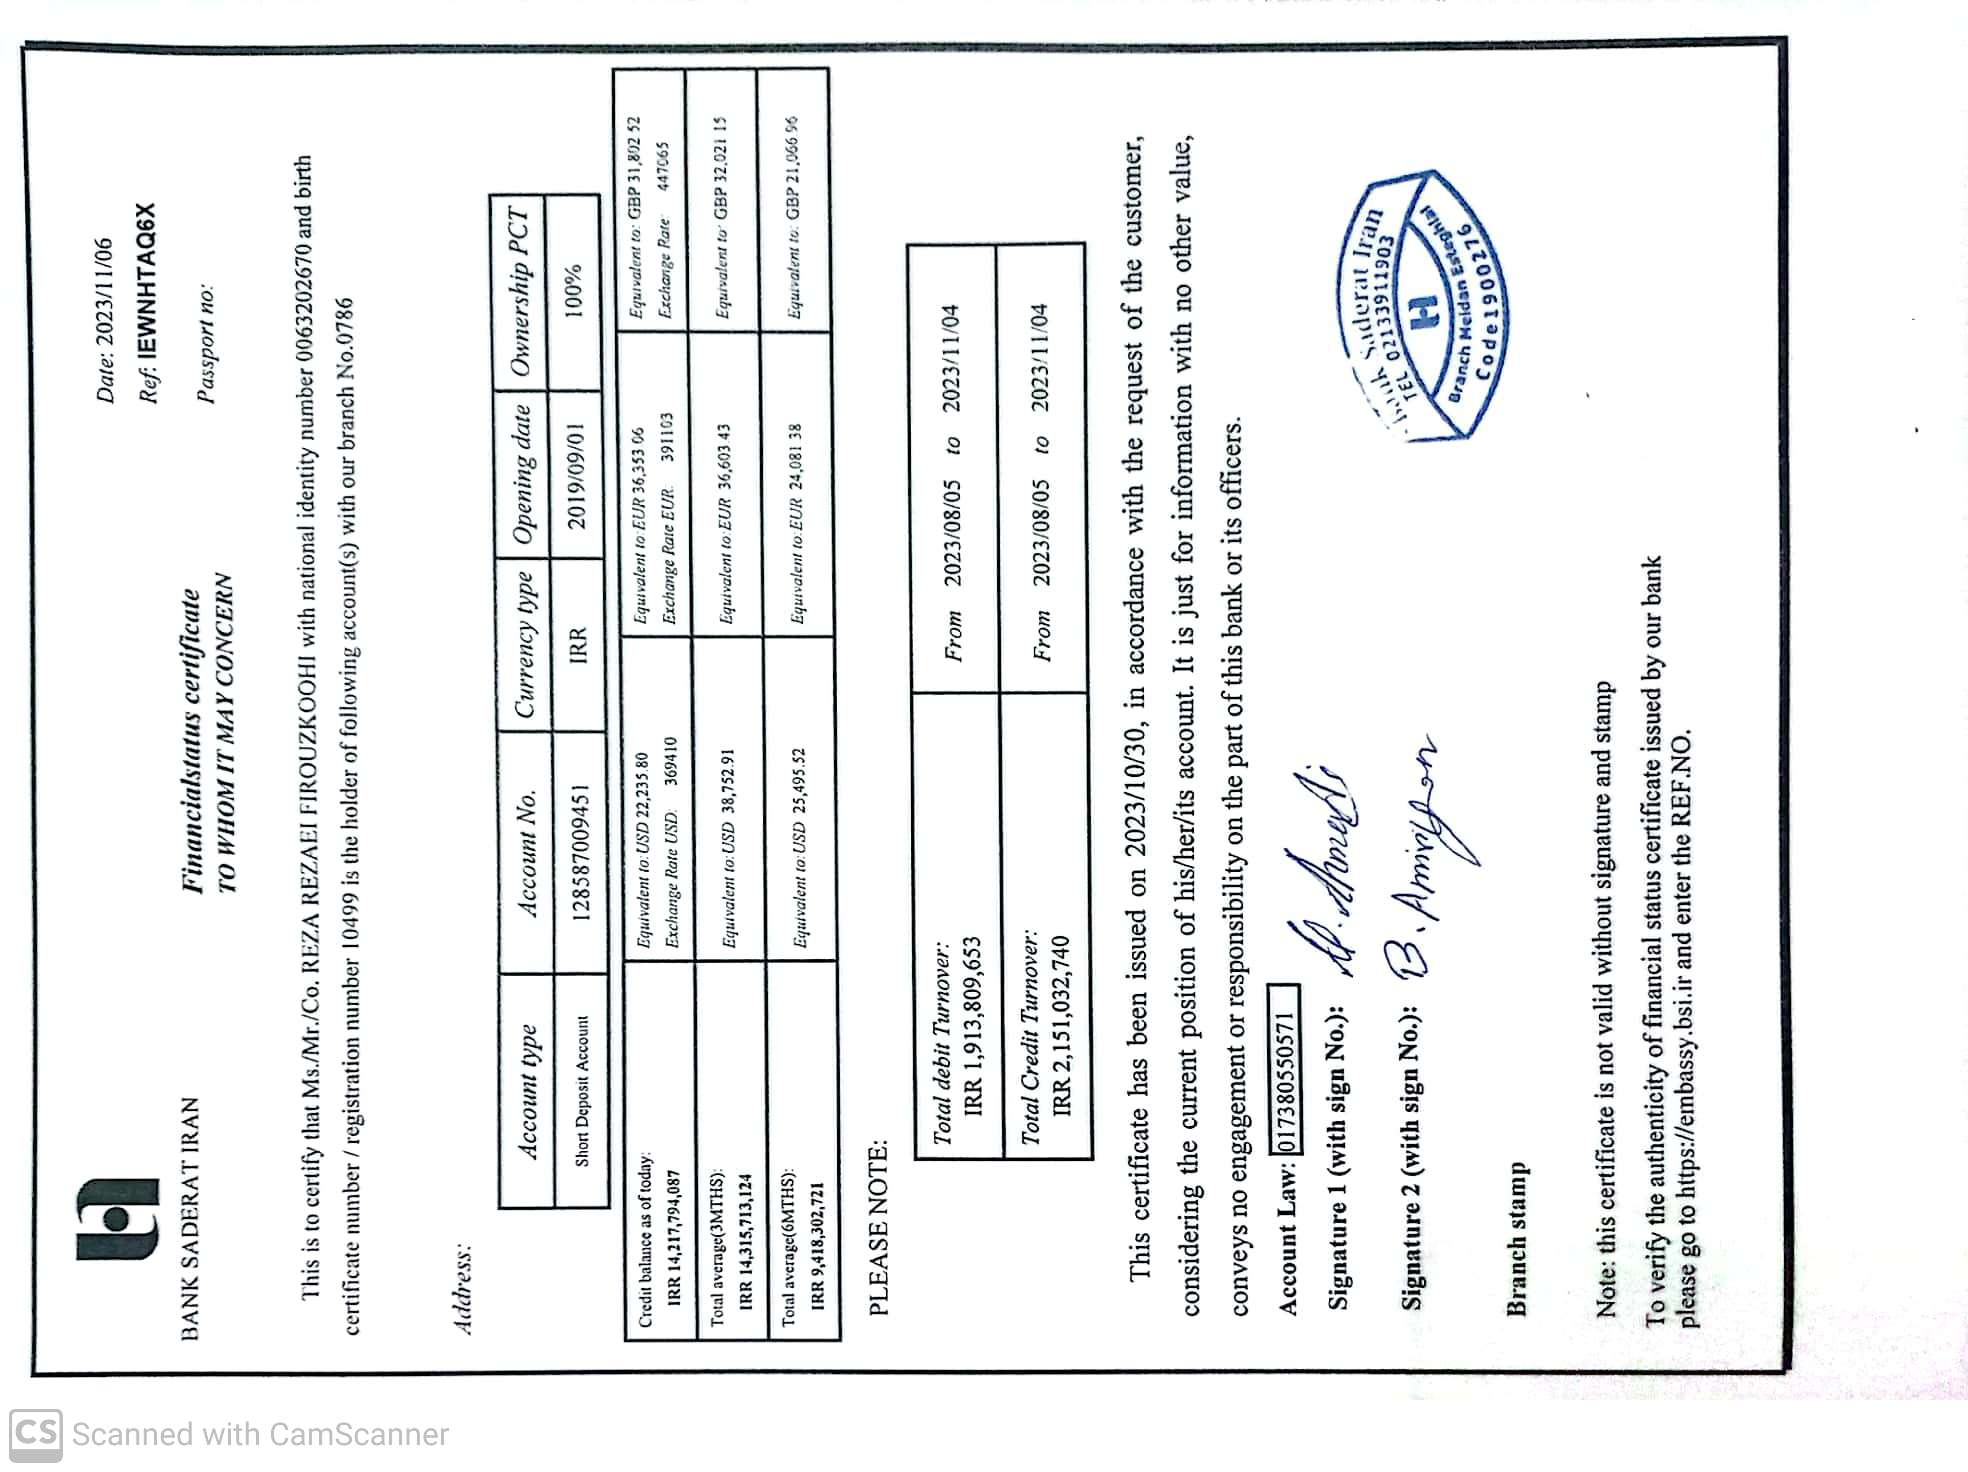 CS Scanned with CamScanner
BANK SADERAT IRAN
Date: 2023/11/06
Ref: IEWNHTAQ6X
Passport no:
Financialstatus certificate
TO WHOM IT MAY CONCERN
This is to certify that Ms./Mr./Co. REZA REZAEI FIROUZKOOHI with national identity number 0063202670 and birth
certificate number / registration number 10499 is the holder of following account(s) with our branch No.0786
Address:
Account type Account No. Currency type Opening date Ownership PCT
Short Deposit Account 128587009451 IRR 2019/09/01 100%
Credit balance as of today: Equivalent to: USD 22,235.80 Equivalent to: EUR 36,353 06 Equivalent to: GBP 31,802 52
IRR 14,217,794,087 Exchange Rate USD: 369410 Exchange Rate EUR: 391103 Exchange Rate: 447065
Total average(3MTHS): Equivalent to: USD 38,752.91 Equivalent to: EUR 36,603.43 Equivalent to: GBP 32,021 15
IRR 14,315,713,124
Total average(6MTHS): Equivalent to: USD 25,495.52 Equivalent to: EUR 24,081 38 Equivalent to: GBP 21,066 96
IRR 9,418,302,721
PLEASE NOTE:
Total debit Turnover:
IRR 1,913,809,653 From 2023/08/05 to 2023/11/04
Total Credit Turnover:
IRR 2,151,032,740 From 2023/08/05 to 2023/11/04
This certificate has been issued on 2023/10/30, in accordance with the request of the customer,
considering the current position of his/her/its account. It is just for information with no other value,
conveys no engagement or responsibility on the part of this bank or its officers.
Account Law: 017380550571
Signature 1 (with sign No.): Ahmadi
Signature 2 (with sign No.): B.
Bank Saderat Iran
TEL 02133911903
Branch Meidan Esteghlal
Code1900276
Branch stamp
Note: this certificate is not valid without signature and stamp
To verify the authenticity of financial status certificate issued by our bank
please go to https://embassy.bsi.ir and enter the REF.NO.